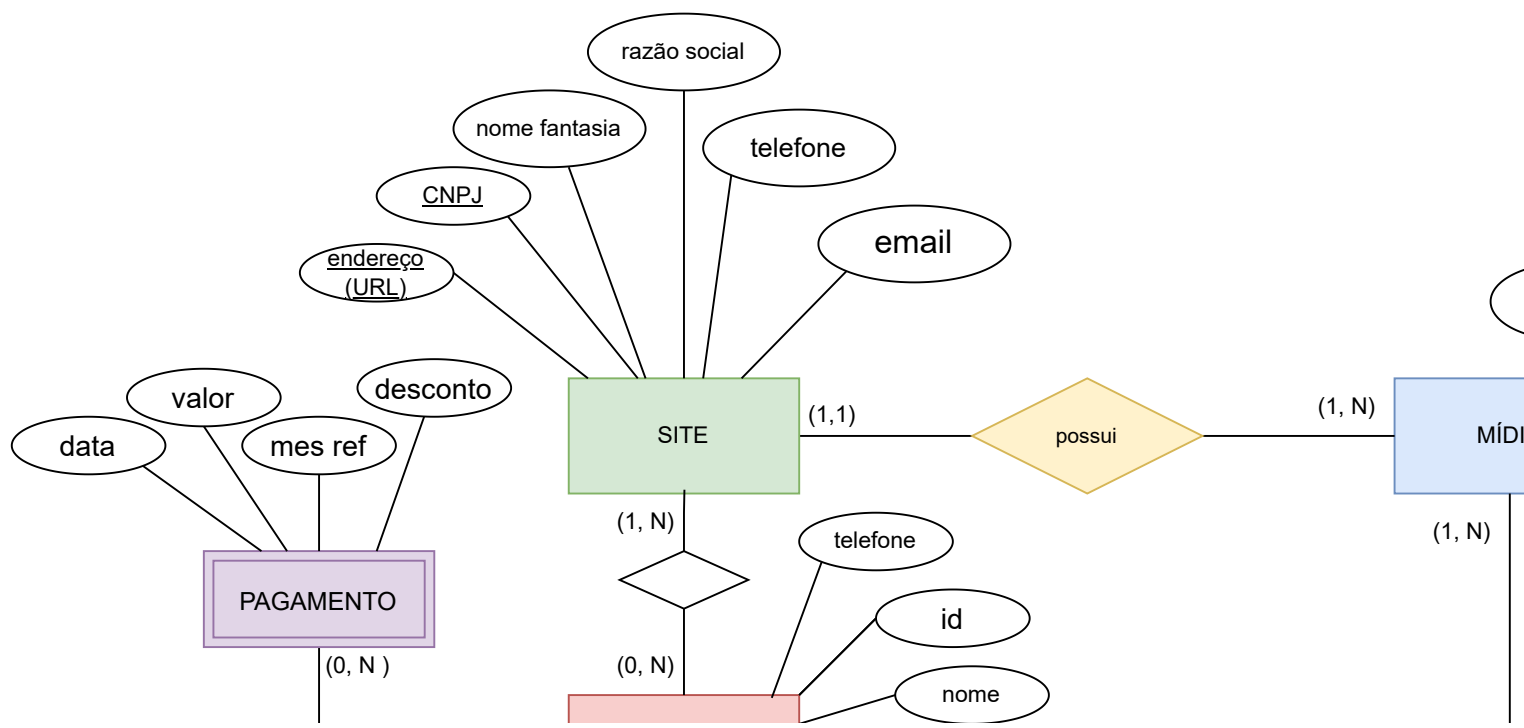 razão social
nome fantasia
telefone
CNPJ
email
endereço
(URL)
desconto
valor
data
mes ref
SITE
(1,1)
possui
(1, N)
MÍDI
(1, N)
(1, N)
telefone
PAGAMENTO
id
(0, N )
(0, N)
nome